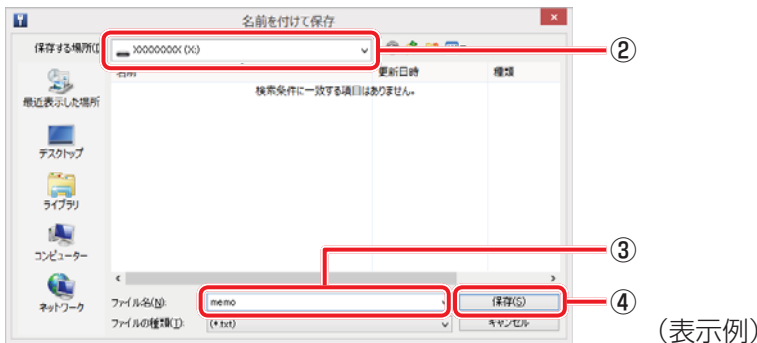 名前を付けて保存
保存する場所(I
XXXXXXXX (X:)
②
名前
更新日時
種類
検索条件に一致する項目はありません。
最近表示した場所
デスクトップ
ライブラリ
コンピューター
ネットワーク
③
ファイル名(N):
memo
保存(S)
④
ファイルの種類(T):
(*.txt)
キャンセル
(表示例)